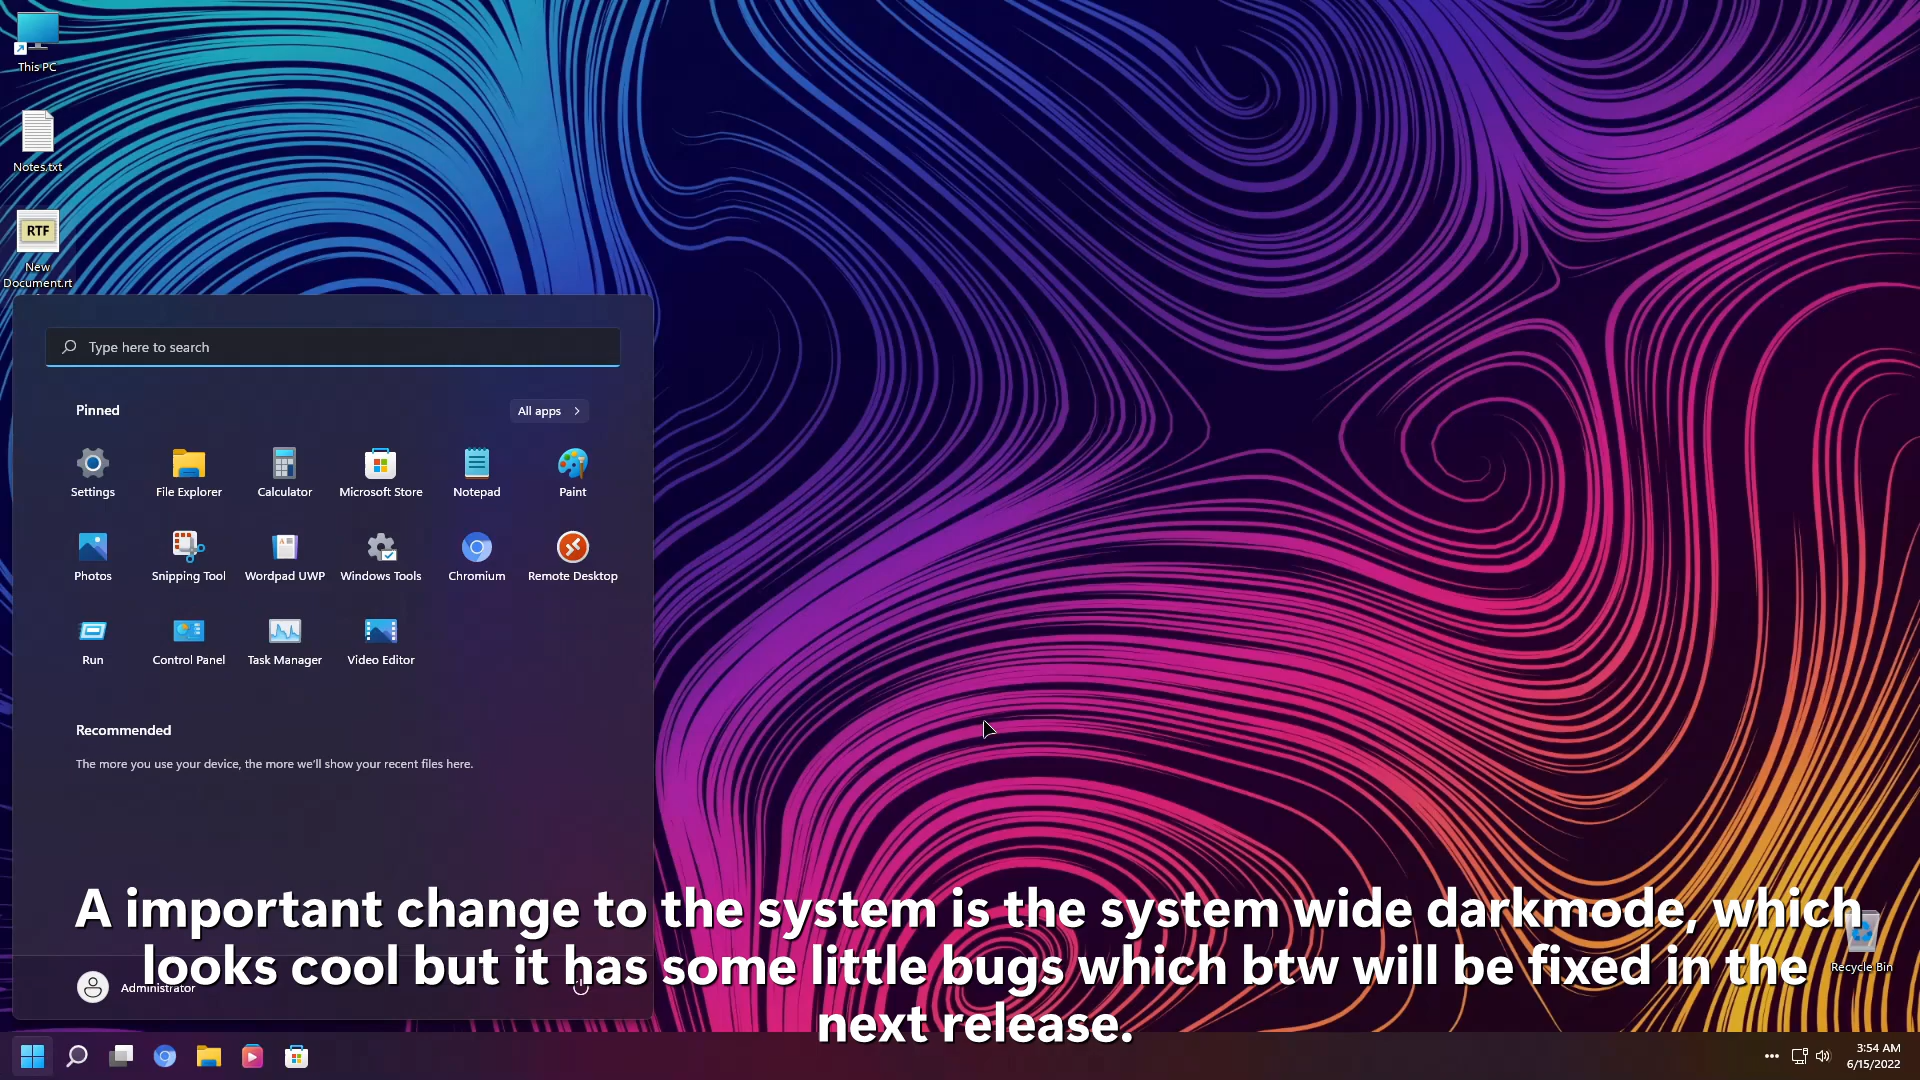 This PC
Notes.txt
RTF
New
Document.rt
Type here to search
Pinned
All apps
Settings
File Explorer
Calculator
Microsoft Store
Notepad
Paint
Photos
Snipping Tool
Wordpad UWP
Windows Tools
Chromium
Remote Desktop
Run
Control Panel
Task Manager
Video Editor
Recommended
The more you use your device, the more we'll show your recent files here.
A important change to the system is the system wide darkmode, which
looks cool but it has some little bugs which btw will be fixed in the
next release.
Administrator
Recycle Bin
3:54 AM
6/15/2022